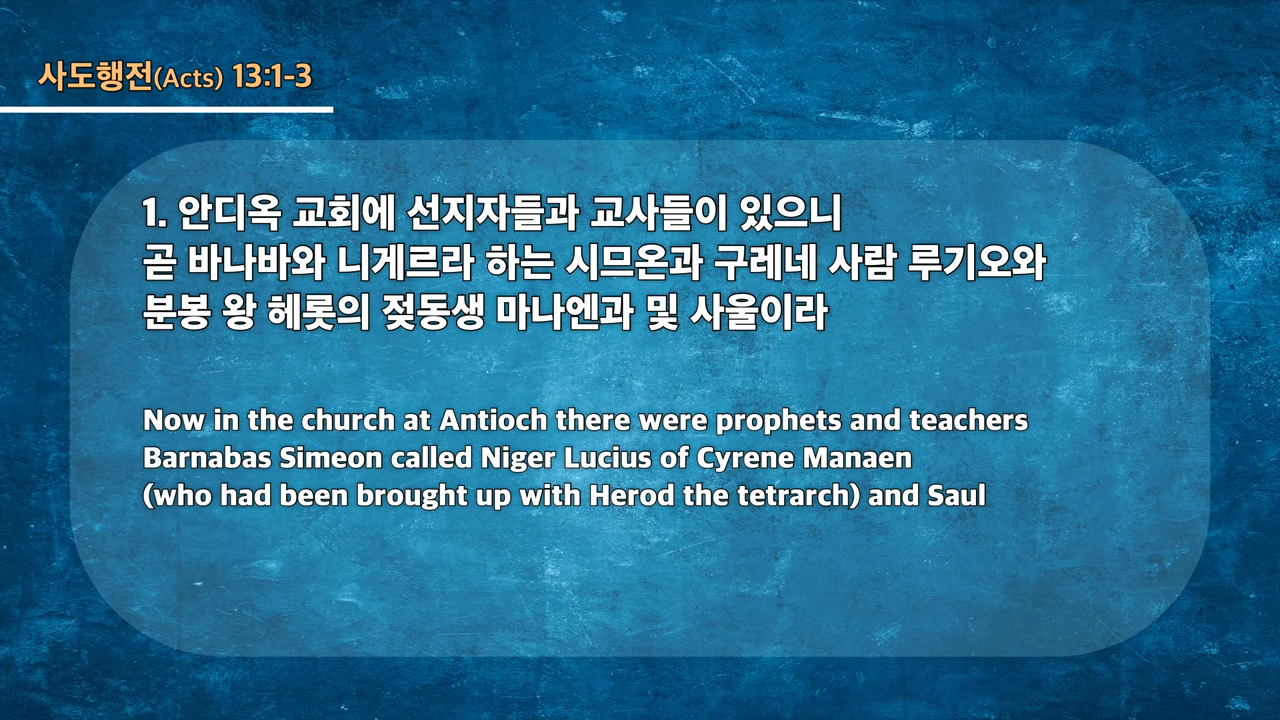 사도행전(Acts) 13:1-3
1. 안디옥 교회에 선지자들과 교사들이 있으니
곧 바나바와 니게르라 하는 시므온과 구레네 사람 루기오와
분봉 왕 헤롯의 젖동생 마나엔과 및 사울이라
Now in the church at Antioch there were prophets and teachers
Barnabas Simeon called Niger Lucius of Cyrene Manaen
(who had been brought up with Herod the tetrarch) and Saul